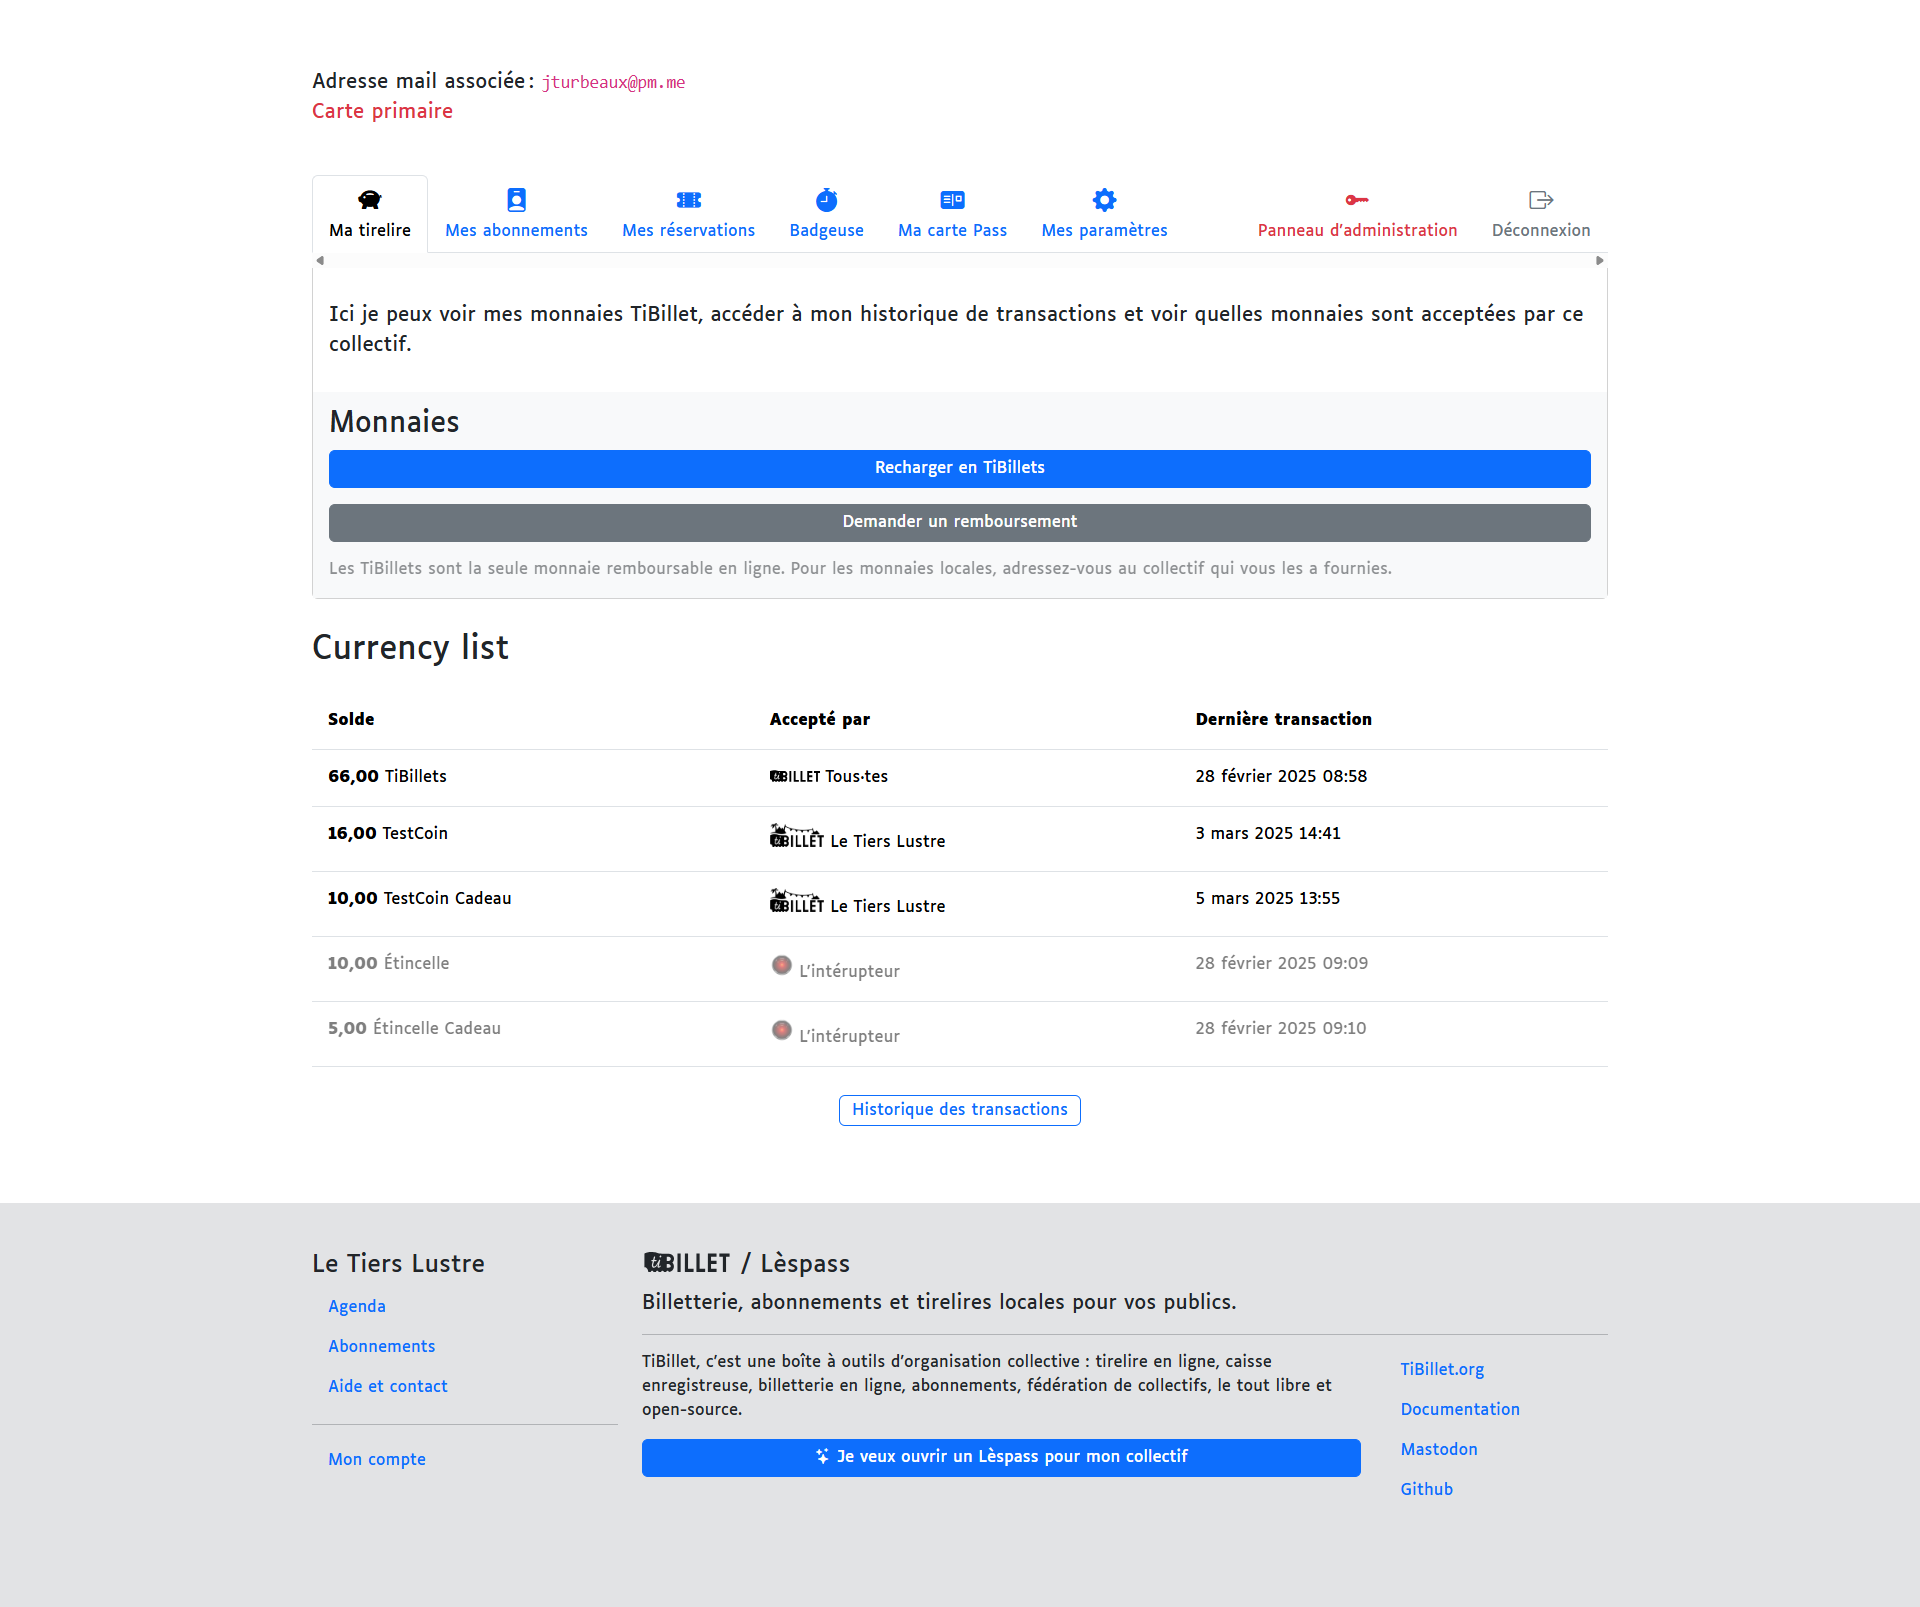 Adresse mail associée : jturbeaux@pm.me
Carte primaire
Ma tirelire
Mes abonnements
Mes réservations
Badgeuse
Ma carte Pass
Mes paramètres
Panneau d'administration
Déconnexion
Ici je peux voir mes monnaies TiBillet, accéder à mon historique de transactions et voir quelles monnaies sont acceptées par ce
collectif.
Monnaies
Recharger en TiBillets
Demander un remboursement
Les TiBillets sont la seule monnaie remboursable en ligne. Pour les monnaies locales, adressez-vous au collectif qui vous les a fournies.
Currency list
Solde Accepté par Dernière transaction
66,00 TiBillets tiBILLET Tous·tes 28 février 2025 08:58
16,00 TestCoin tiBILLET Le Tiers Lustre 3 mars 2025 14:41
10,00 TestCoin Cadeau tiBILLET Le Tiers Lustre 5 mars 2025 13:55
10,00 Étincelle L'intérupteur 28 février 2025 09:09
5,00 Étincelle Cadeau L'intérupteur 28 février 2025 09:10
Historique des transactions
Le Tiers Lustre
Agenda
Abonnements
Aide et contact
Mon compte
tiBILLET / Lèspass
Billetterie, abonnements et tirelires locales pour vos publics.
TiBillet, c'est une boîte à outils d'organisation collective : tirelire en ligne, caisse
enregistreuse, billetterie en ligne, abonnements, fédération de collectifs, le tout libre et
open-source.
Je veux ouvrir un Lèspass pour mon collectif
TiBillet.org
Documentation
Mastodon
Github